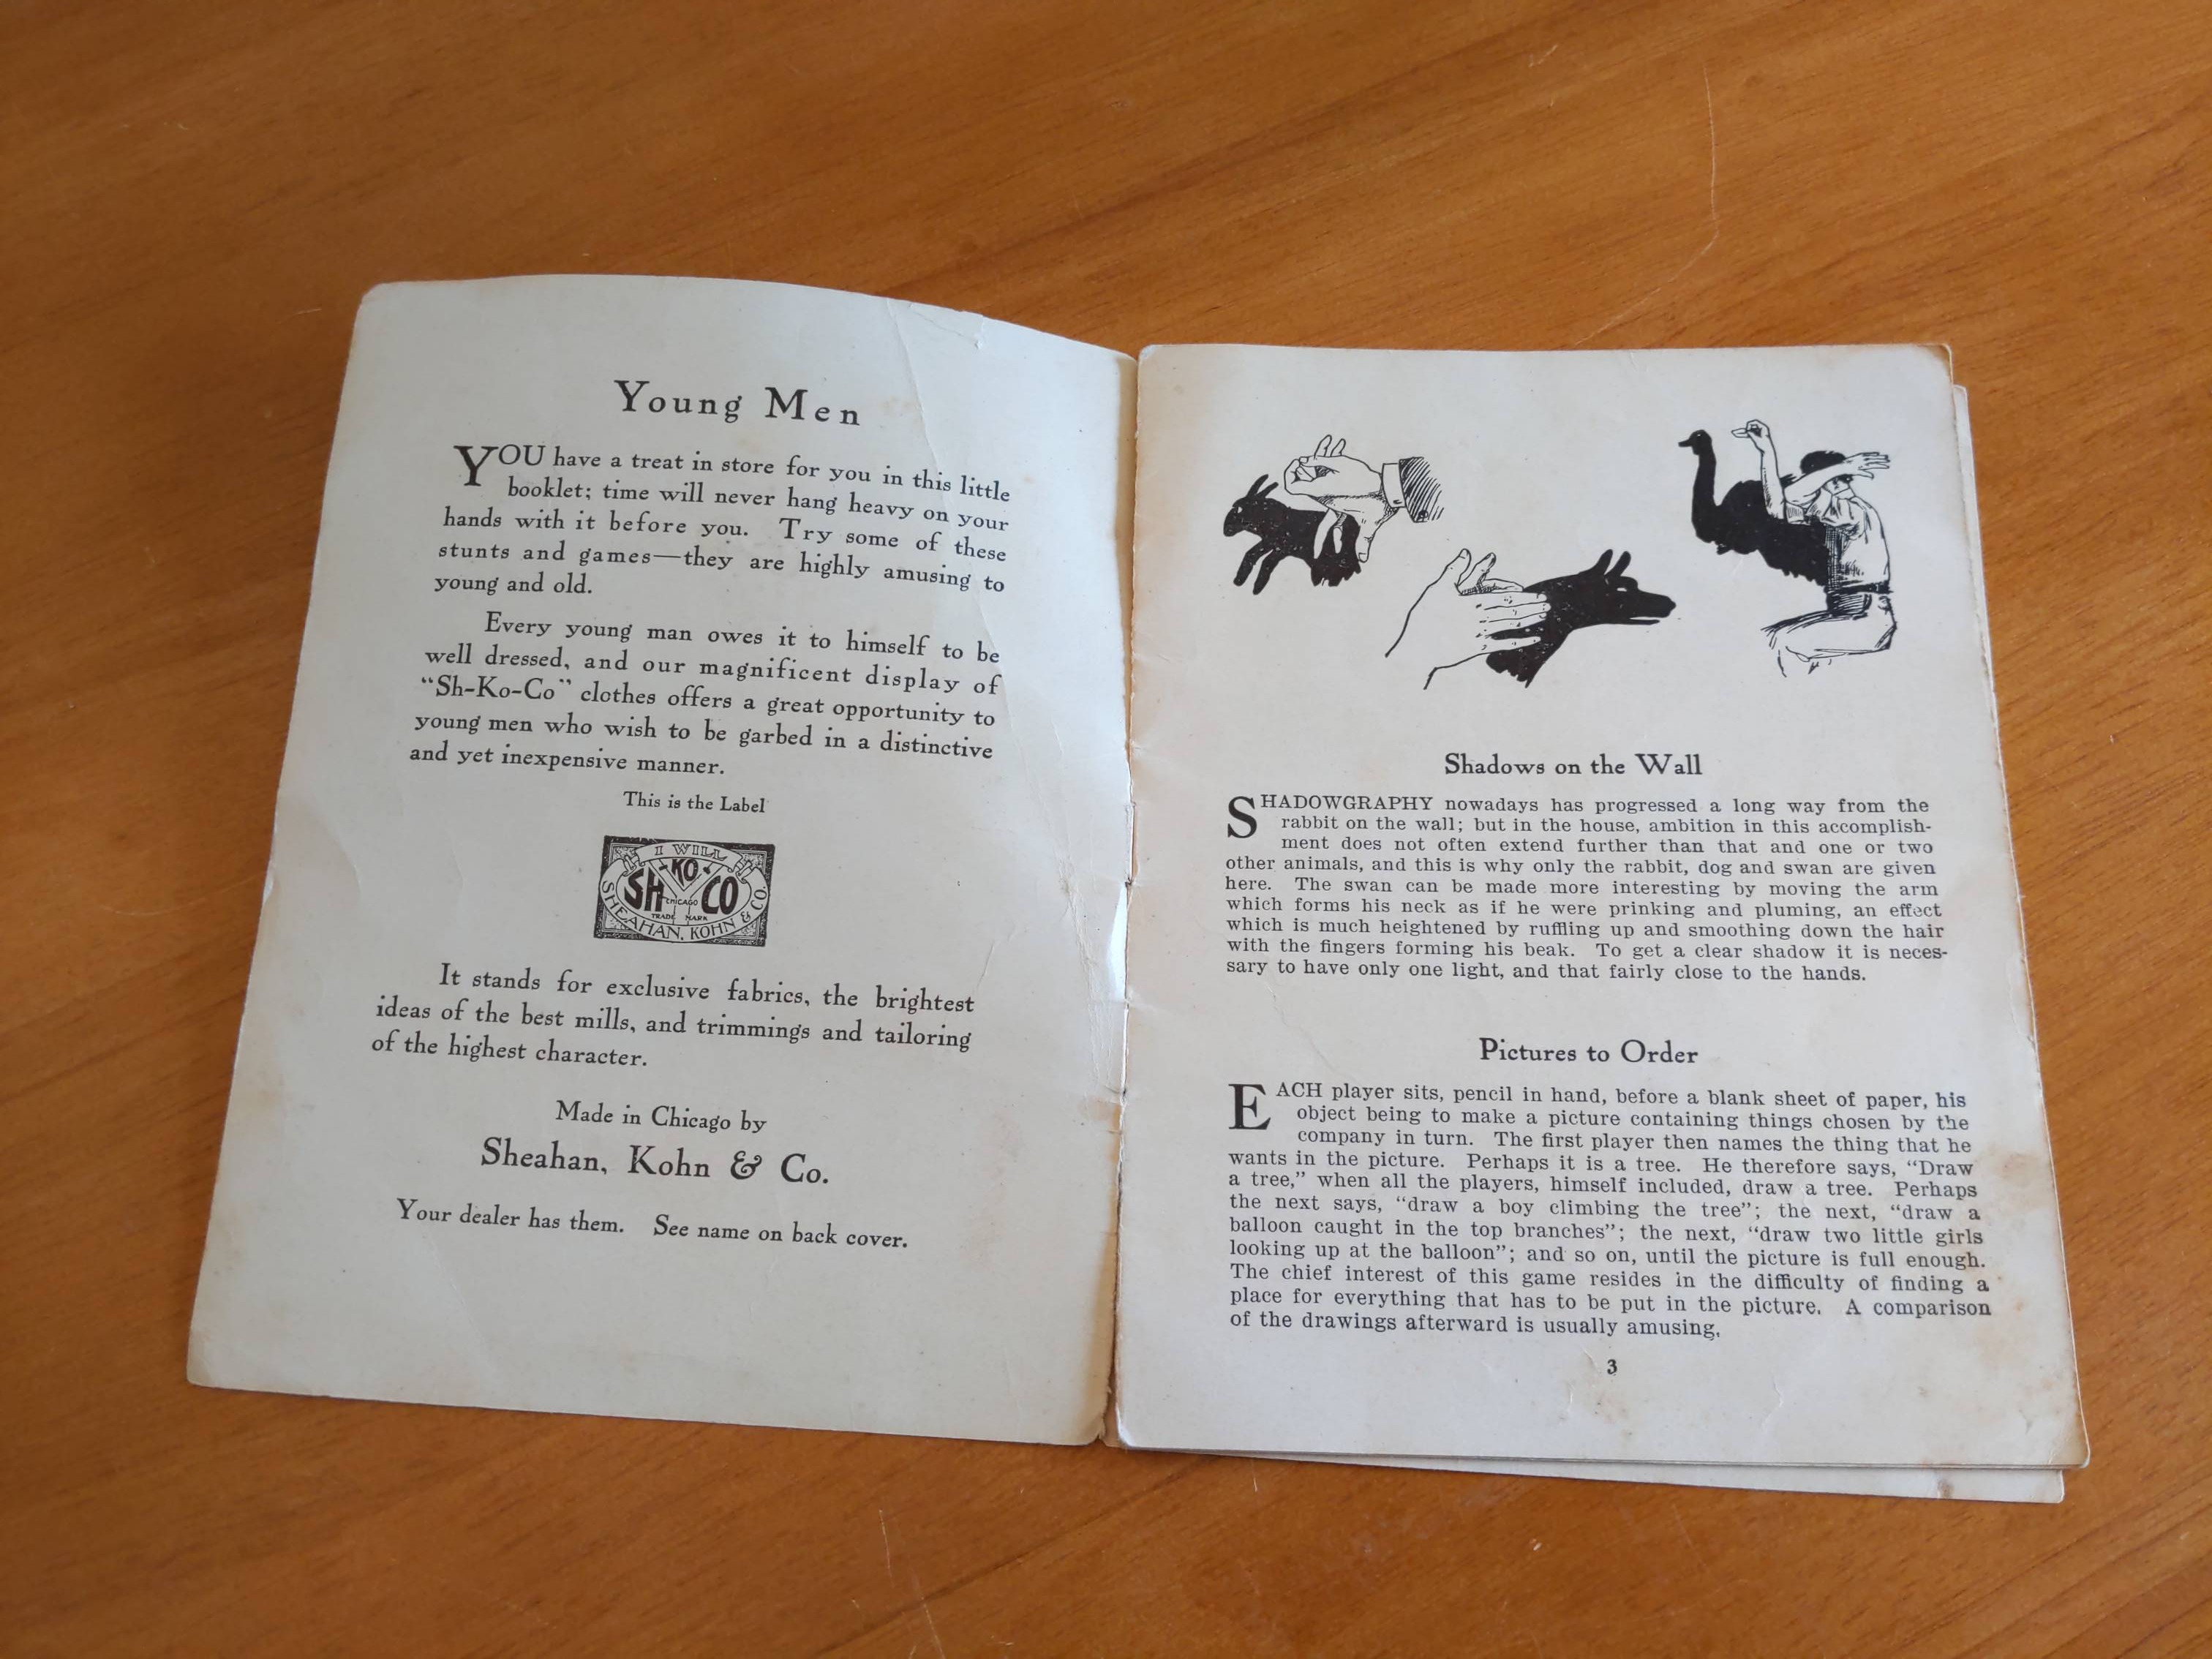 Young Men
YOU have a treat in store for you in this little
booklet; time will never hang heavy on your
hands with it before you. Try some of these
stunts and games—they are highly amusing to
young and old.
Every young man owes it to himself to be
well dressed, and our magnificent display of
“Sh-Ko-Co” clothes offers a great opportunity to
young men who wish to be garbed in a distinctive
and yet inexpensive manner.
This is the Label
I WILL
SH-KO-CO
CHICAGO
TRADE MARK
SHEAHAN, KOHN & CO.
It stands for exclusive fabrics, the brightest
ideas of the best mills, and trimmings and tailoring
of the highest character.
Made in Chicago by
Sheahan, Kohn & Co.
Your dealer has them. See name on back cover.
Shadows on the Wall
SHADOWGRAPHY nowadays has progressed a long way from the
rabbit on the wall; but in the house, ambition in this accomplish-
ment does not often extend further than that and one or two
other animals, and this is why only the rabbit, dog and swan are given
here. The swan can be made more interesting by moving the arm
which forms his neck as if he were prinking and pluming, an effect
which is much heightened by ruffling up and smoothing down the hair
with the fingers forming his beak. To get a clear shadow it is neces-
sary to have only one light, and that fairly close to the hands.
Pictures to Order
EACH player sits, pencil in hand, before a blank sheet of paper, his
object being to make a picture containing things chosen by the
company in turn. The first player then names the thing that he
wants in the picture. Perhaps it is a tree. He therefore says, “Draw
a tree,” when all the players, himself included, draw a tree. Perhaps
the next says, “draw a boy climbing the tree”; the next, “draw a
balloon caught in the top branches”; the next, “draw two little girls
looking up at the balloon”; and so on, until the picture is full enough.
The chief interest of this game resides in the difficulty of finding a
place for everything that has to be put in the picture. A comparison
of the drawings afterward is usually amusing.
3